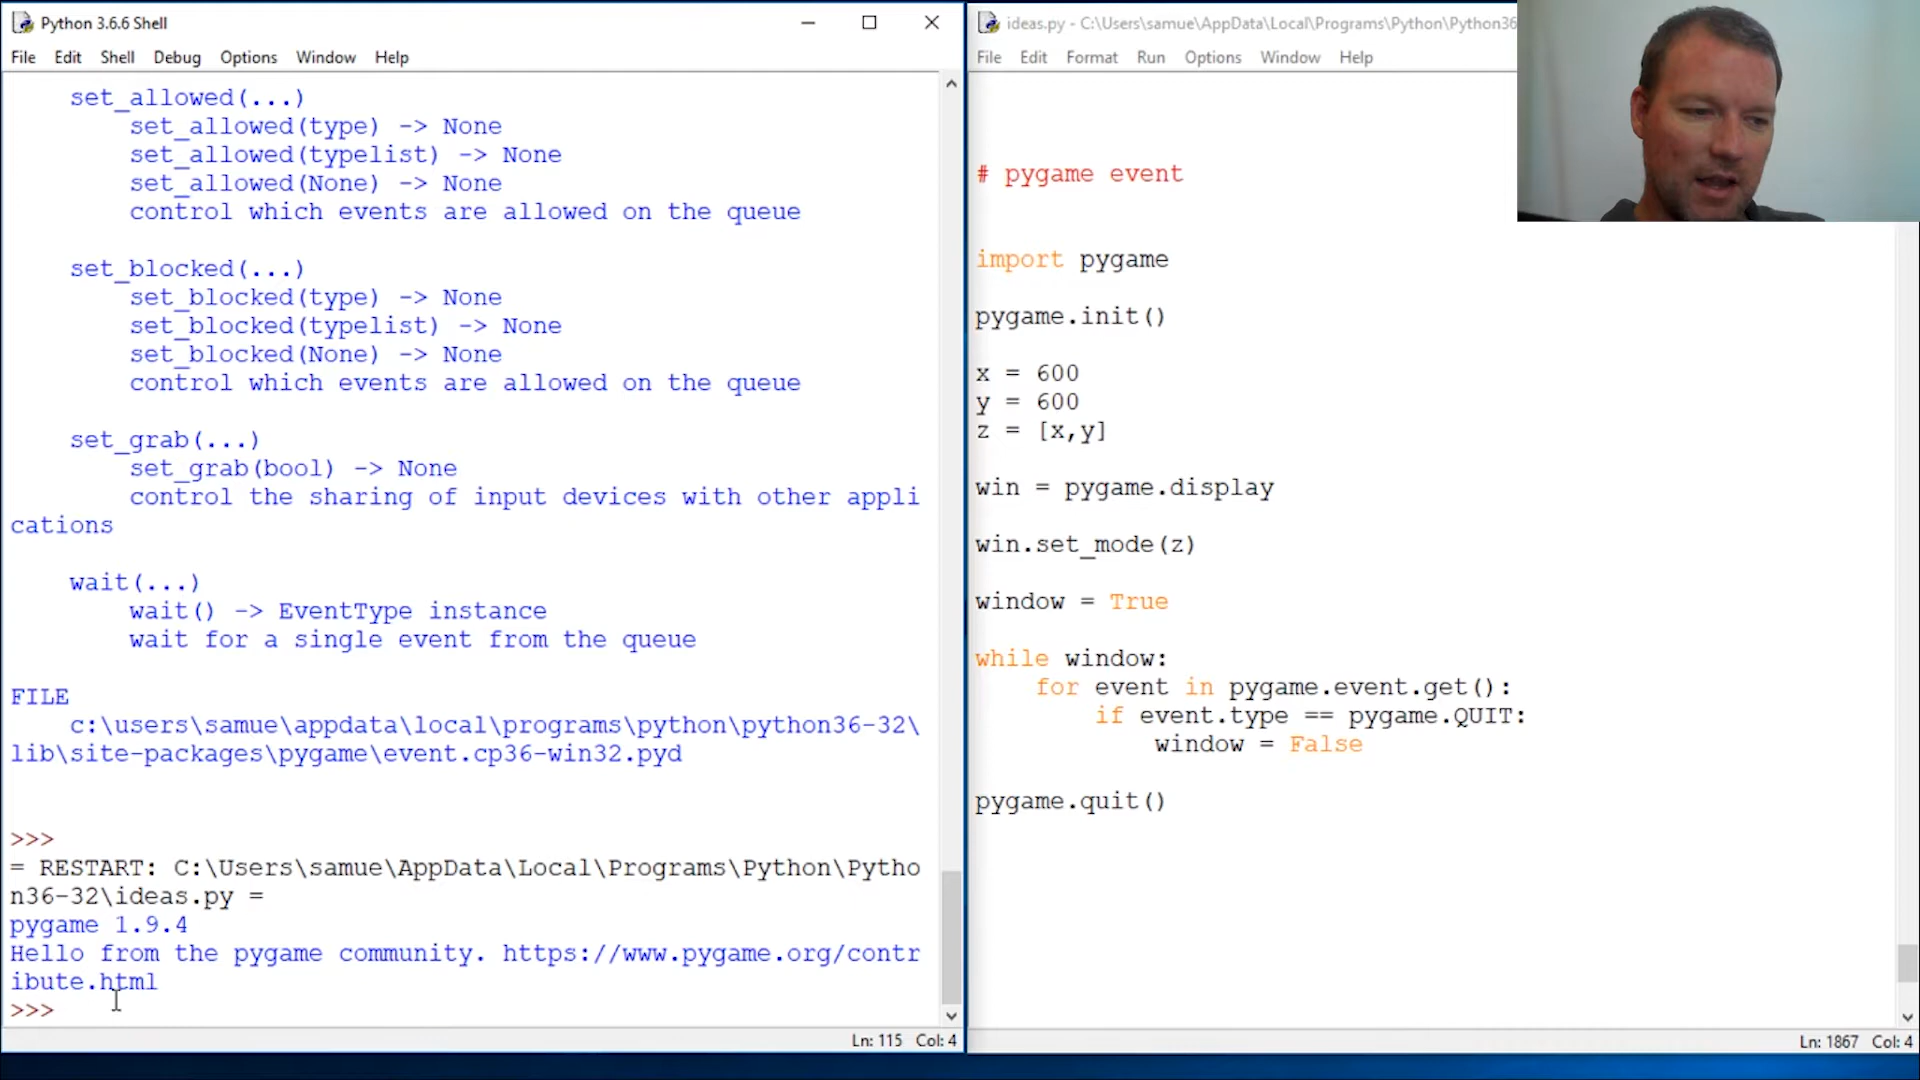 Python 3.6.6 Shell
File Edit Shell Debug Options Window Help
set_allowed(...)
set_allowed(type) -> None
set_allowed(typelist) -> None
set_allowed(None) -> None
control which events are allowed on the queue
set_blocked(...)
set_blocked(type) -> None
set_blocked(typelist) -> None
set_blocked(None) -> None
control which events are allowed on the queue
set_grab(...)
set_grab(bool) -> None
control the sharing of input devices with other appli
cations
wait(...)
wait() -> EventType instance
wait for a single event from the queue
FILE
c:\users\samue\appdata\local\programs\python\python36-32\
lib\site-packages\pygame\event.cp36-win32.pyd
>>>
= RESTART: C:\Users\samue\AppData\Local\Programs\Python\Pytho
n36-32\ideas.py =
pygame 1.9.4
Hello from the pygame community. https://www.pygame.org/contr
ibute.html
>>>
Ln: 115 Col: 4
ideas.py - C:\Users\samue\AppData\Local\Programs\Python\Python36
File Edit Format Run Options Window Help
# pygame event
import pygame
pygame.init()
x = 600
y = 600
z = [x,y]
win = pygame.display
win.set_mode(z)
window = True
while window:
for event in pygame.event.get():
if event.type == pygame.QUIT:
window = False
pygame.quit()
Ln: 1867 Col: 4